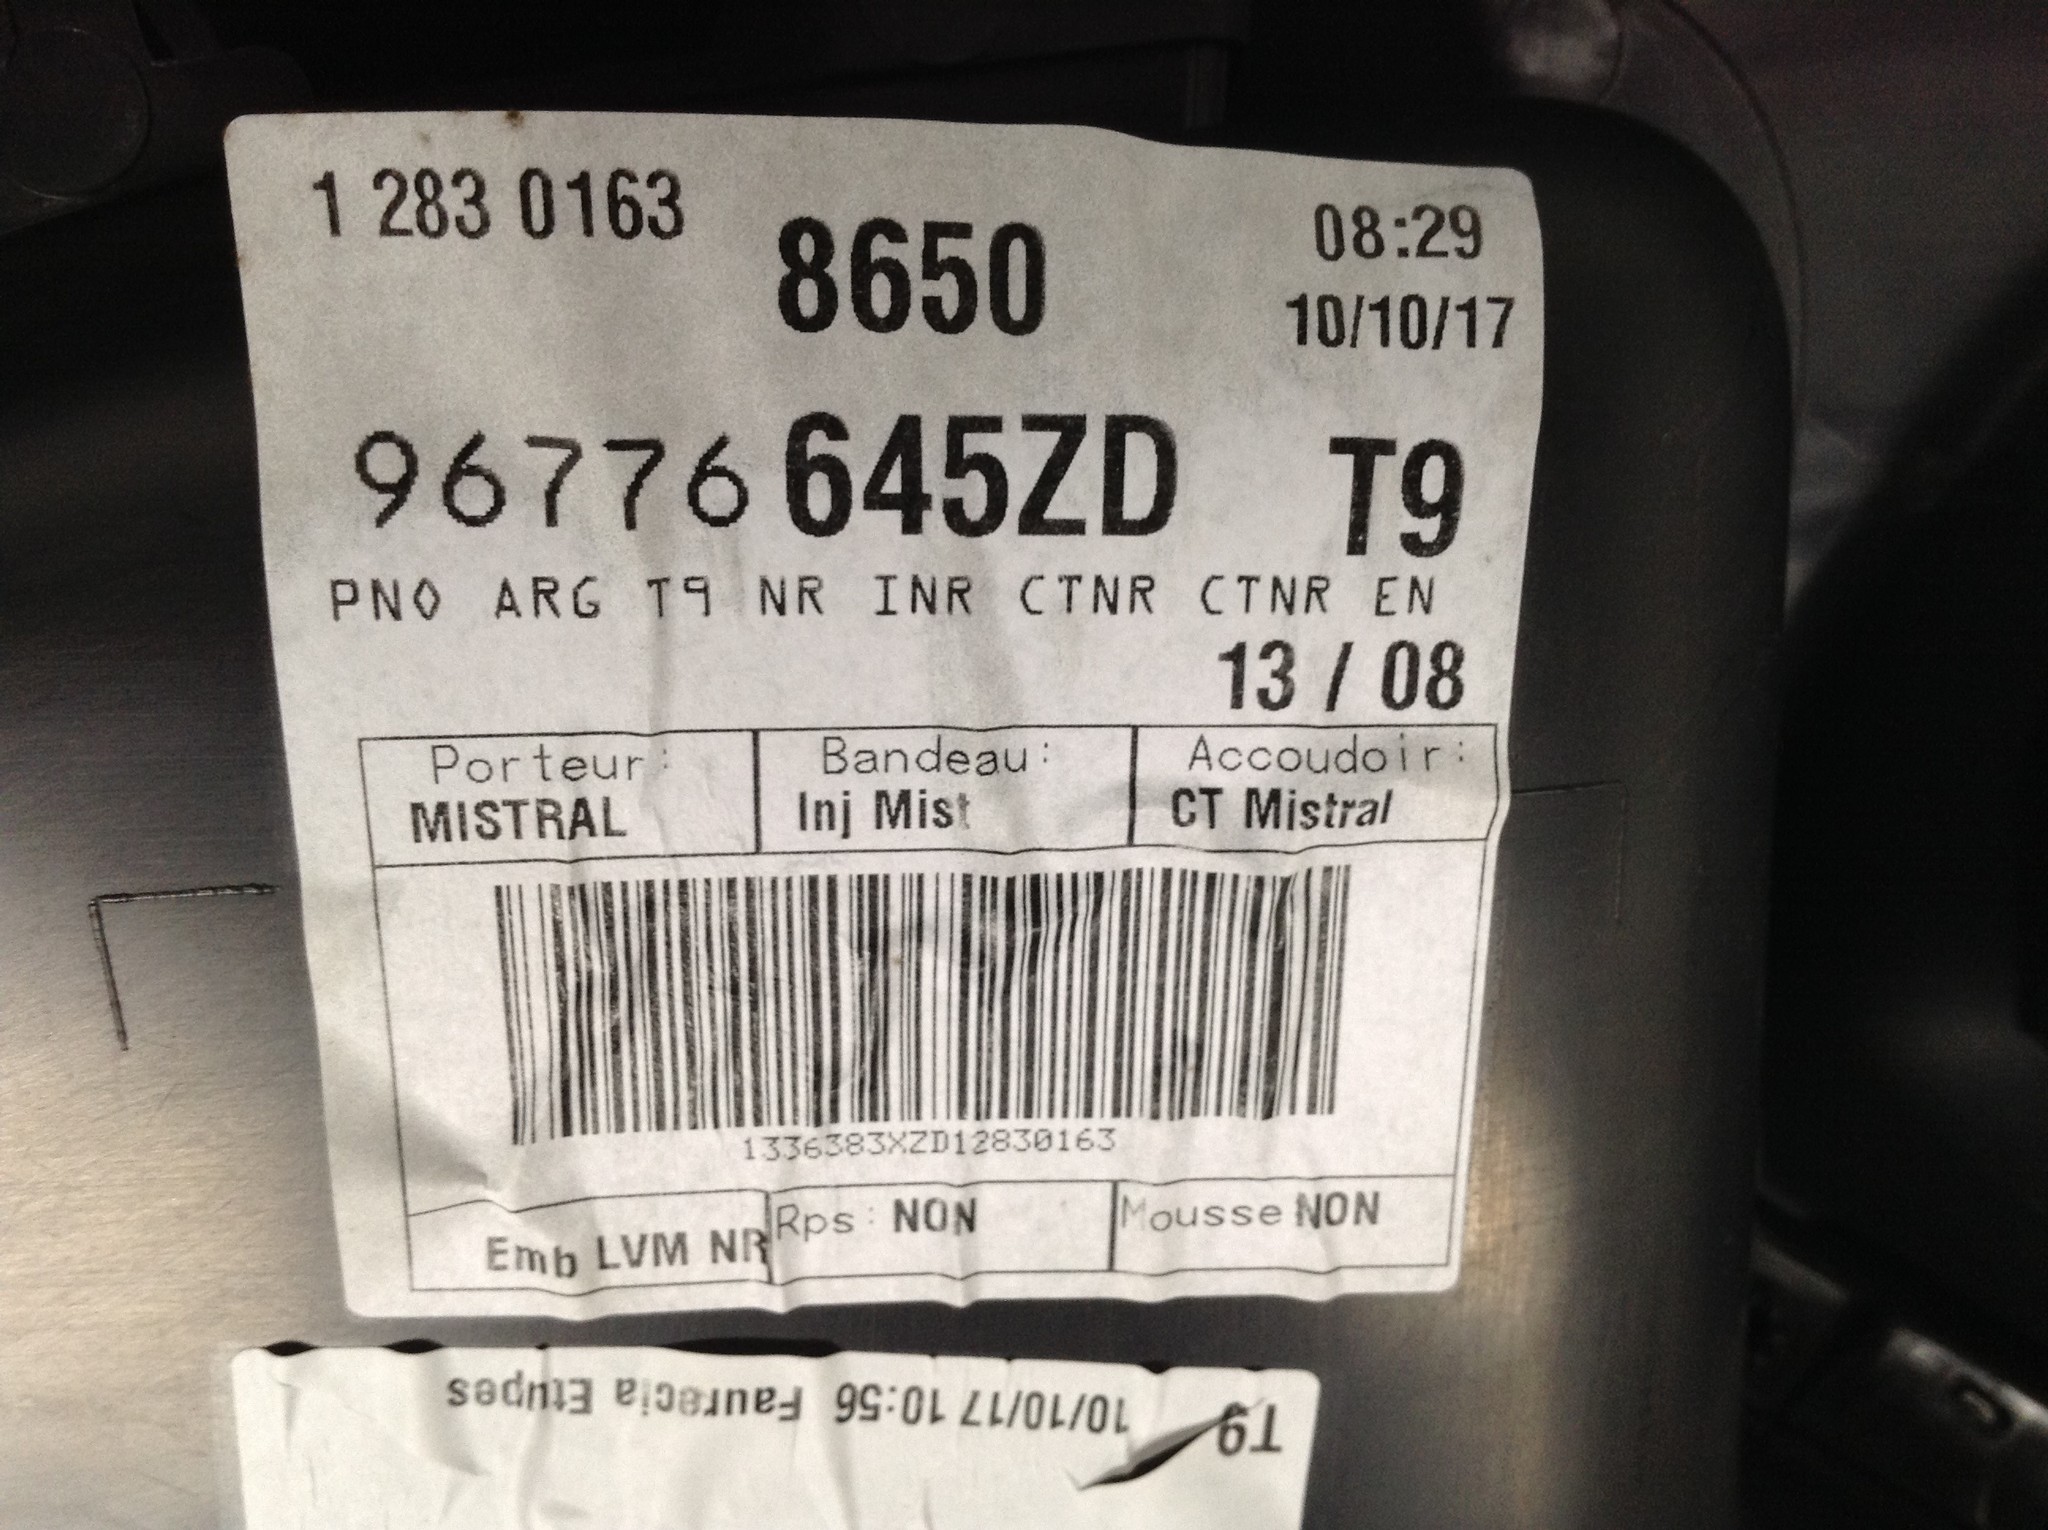 1 283 0163
8650
08:29
10/10/17
96776 645ZD T9
PNO ARG T9 NR INR CTNR CTNR EN
13 / 08
Porteur: Bandeau: Accoudoir:
MISTRAL Inj Mist CT Mistral
1336383XZD12830163
Emb LVM NR Rps: NON Mousse NON
T9 10/10/17 10:56 Faurecia Etupes